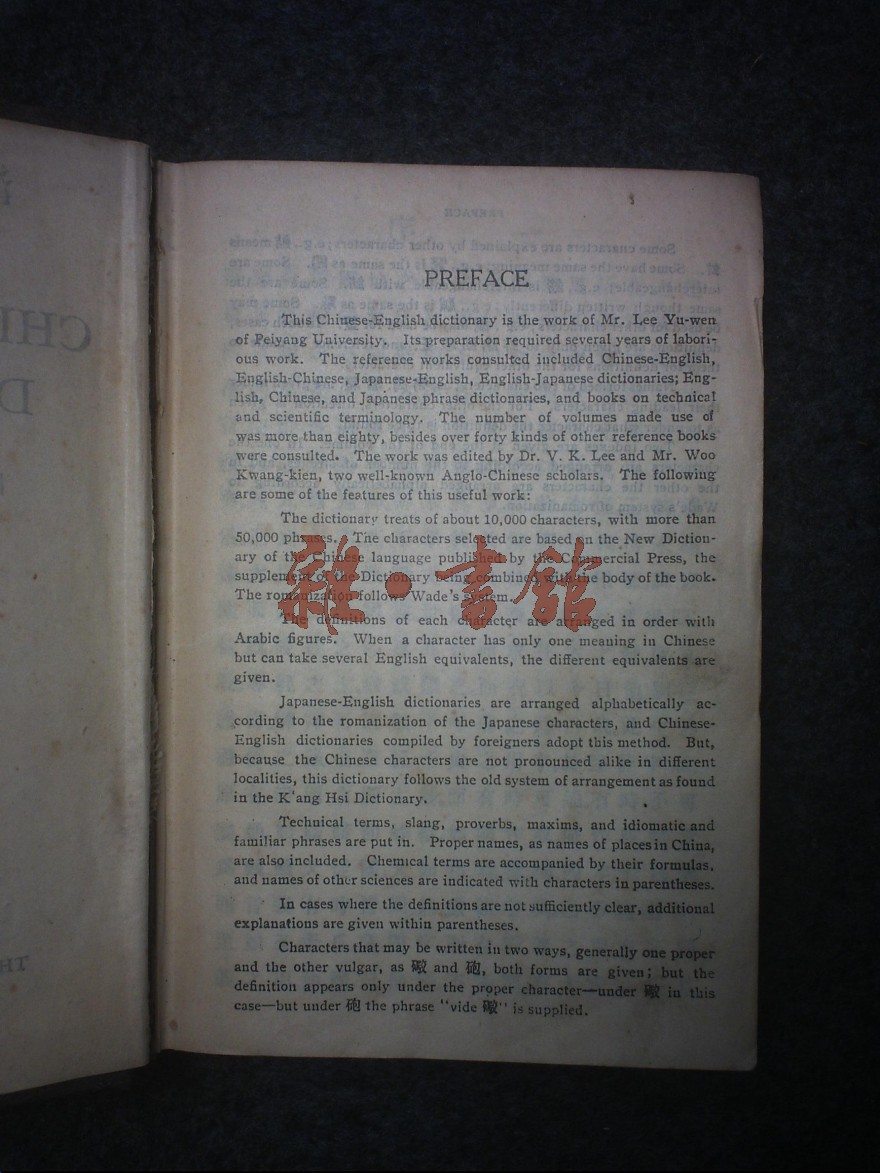 PREFACE
This Chinese-English dictionary is the work of Mr. Lee Yu-wen
of Peiyang University. Its preparation required several years of labori-
ous work. The reference works consulted included Chinese-English,
English-Chinese, Japanese-English, English-Japanese dictionaries; Eng-
lish, Chinese, and Japanese phrase dictionaries, and books on technical
and scientific terminology. The number of volumes made use of
was more than eighty, besides over forty kinds of other reference books
were consulted. The work was edited by Dr. V. K. Lee and Mr. Woo
Kwang-kien, two well-known Anglo-Chinese scholars. The following
are some of the features of this useful work:
The dictionary treats of about 10,000 characters, with more than
50,000 phrases. The characters selected are based on the New Diction-
ary of the Chinese language published by the Commercial Press, the
supplement of the Dictionary being combined with the body of the book.
The romanization follows Wade's system.
The definitions of each character are arranged in order with
Arabic figures. When a character has only one meaning in Chinese
but can take several English equivalents, the different equivalents are
given.
Japanese-English dictionaries are arranged alphabetically ac-
cording to the romanization of the Japanese characters, and Chinese-
English dictionaries compiled by foreigners adopt this method. But,
because the Chinese characters are not pronounced alike in different
localities, this dictionary follows the old system of arrangement as found
in the K'ang Hsi Dictionary.
Technical terms, slang, proverbs, maxims, and idiomatic and
familiar phrases are put in. Proper names, as names of places in China,
are also included. Chemical terms are accompanied by their formulas,
and names of other sciences are indicated with characters in parentheses.
In cases where the definitions are not sufficiently clear, additional
explanations are given within parentheses.
Characters that may be written in two ways, generally one proper
and the other vulgar, as and 砲, both forms are given; but the
definition appears only under the proper character—under in this
case—but under 砲 the phrase "vide " is supplied.
書館